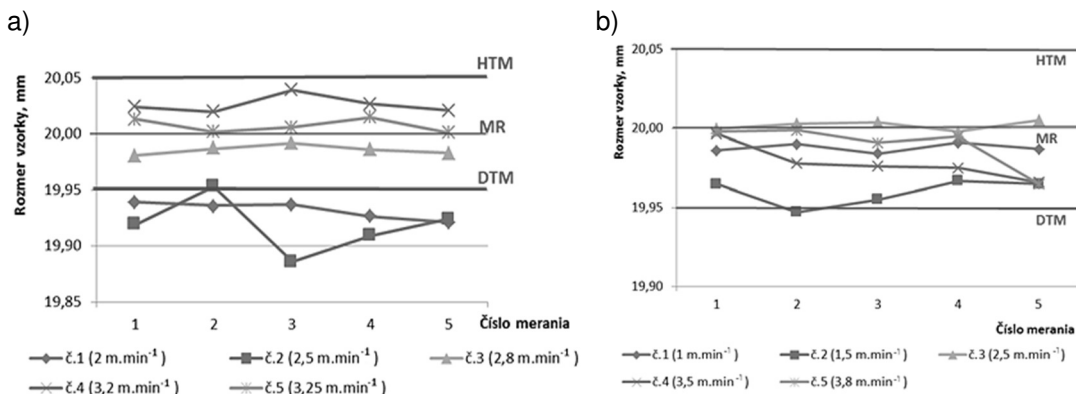 a)
Rozmer vzorky, mm
20,05
20,00
19,95
19,90
19,85
HTM
MR
DTM
1 2 3 4 5 Číslo merania
č.1 (2 m.min⁻¹ ) č.2 (2,5 m.min⁻¹ ) č.3 (2,8 m.min⁻¹ )
č.4 (3,2 m.min⁻¹ ) č.5 (3,25 m.min⁻¹ )
b)
Rozmer vzorky, mm
20,05
20,00
19,95
19,90
HTM
MR
DTM
1 2 3 4 5
Číslo merania
č.1 (1 m.min⁻¹ ) č.2 (1,5 m.min⁻¹ ) č.3 (2,5 m.min⁻¹ )
č.4 (3,5 m.min⁻¹ ) č.5 (3,8 m.min⁻¹ )